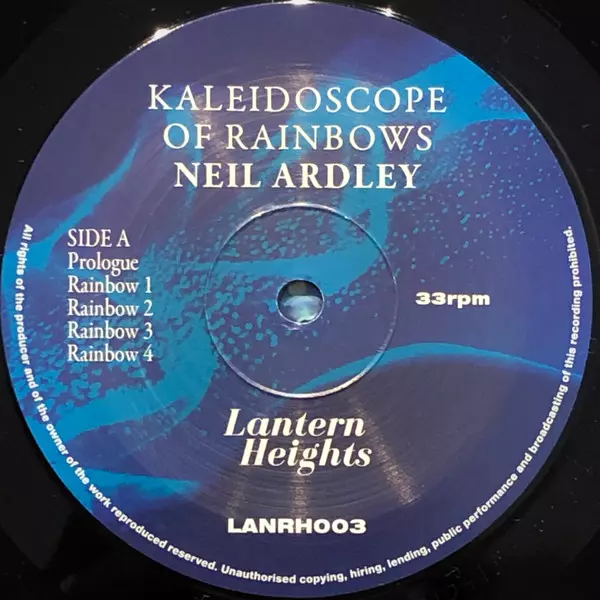 KALEIDOSCOPE
OF RAINBOWS
NEIL ARDLEY
SIDE A
Prologue
Rainbow 1
Rainbow 2
Rainbow 3
Rainbow 4
33rpm
Lantern
Heights
LANRH003
All rights of the producer and of the owner of the work reproduced reserved. Unauthorised copying, hiring, lending, public performance and broadcasting of this recording prohibited.